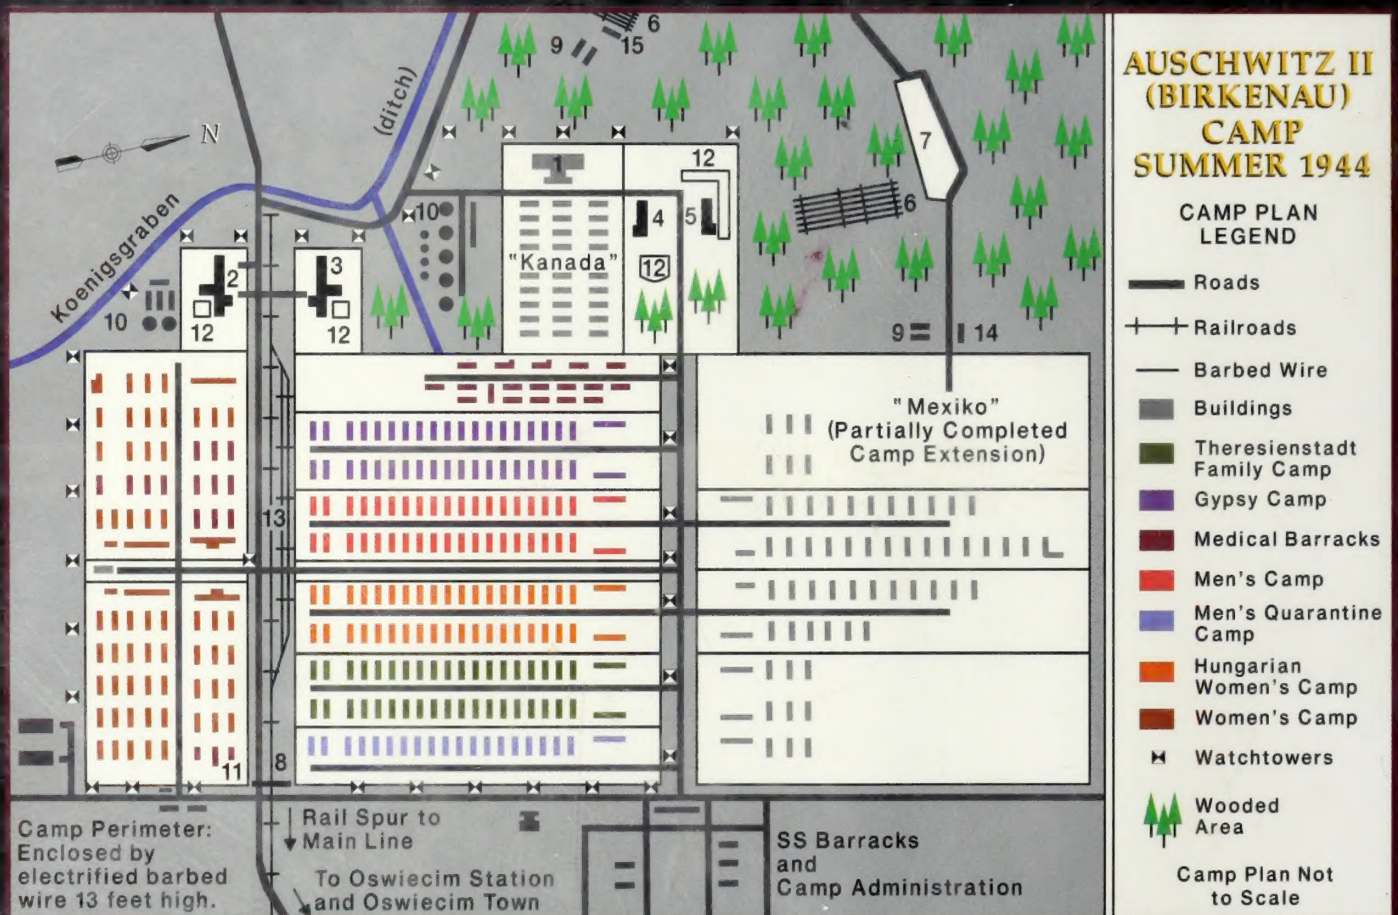 AUSCHWITZ II
(BIRKENAU)
CAMP
SUMMER 1944
CAMP PLAN
LEGEND
Roads
Railroads
Barbed Wire
Buildings
Theresienstadt
Family Camp
Gypsy Camp
Medical Barracks
Men's Camp
Men's Quarantine
Camp
Hungarian
Women's Camp
Women's Camp
Watchtowers
Wooded
Area
Camp Plan Not
to Scale
6
9
15
(ditch)
N
7
1
12
10
4
5
6
Koenigsgraben
"Kanada"
12
2
3
10
12
12
9
14
"Mexiko"
(Partially Completed
Camp Extension)
13
8
11
Camp Perimeter:
Enclosed by
electrified barbed
wire 13 feet high.
Rail Spur to
Main Line
To Oswiecim Station
and Oswiecim Town
SS Barracks
and
Camp Administration